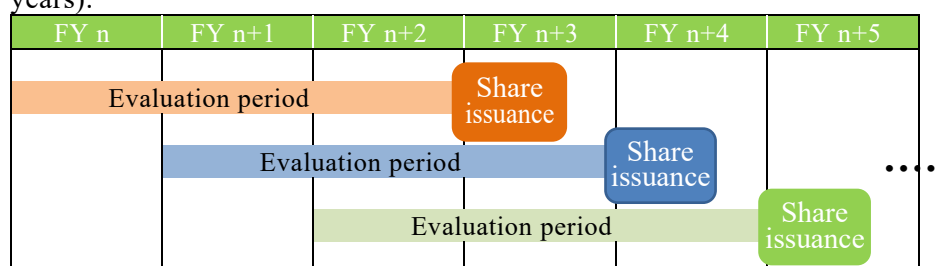 years).
FY n FY n+1 FY n+2 FY n+3 FY n+4 FY n+5
Evaluation period
Share
issuance
Evaluation period
Share
issuance
....
Evaluation period
Share
issuance